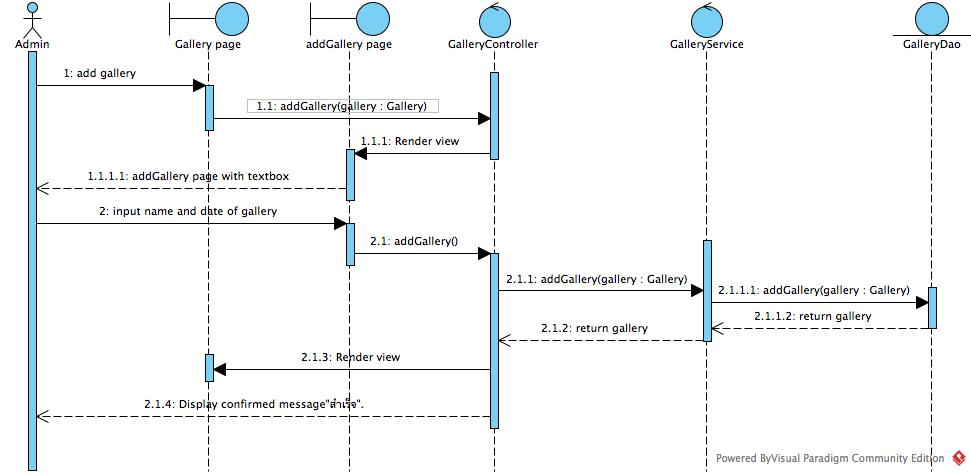 Admin
Gallery page
addGallery page
GalleryController
GalleryService
GalleryDao
1: add gallery
1.1: addGallery(gallery : Gallery)
1.1.1: Render view
1.1.1.1: addGallery page with textbox
2: input name and date of gallery
2.1: addGallery()
2.1.1: addGallery(gallery : Gallery)
2.1.1.1: addGallery(gallery : Gallery)
2.1.1.2: return gallery
2.1.2: return gallery
2.1.3: Render view
2.1.4: Display confirmed message"สำเร็จ".
Powered ByVisual Paradigm Community Edition